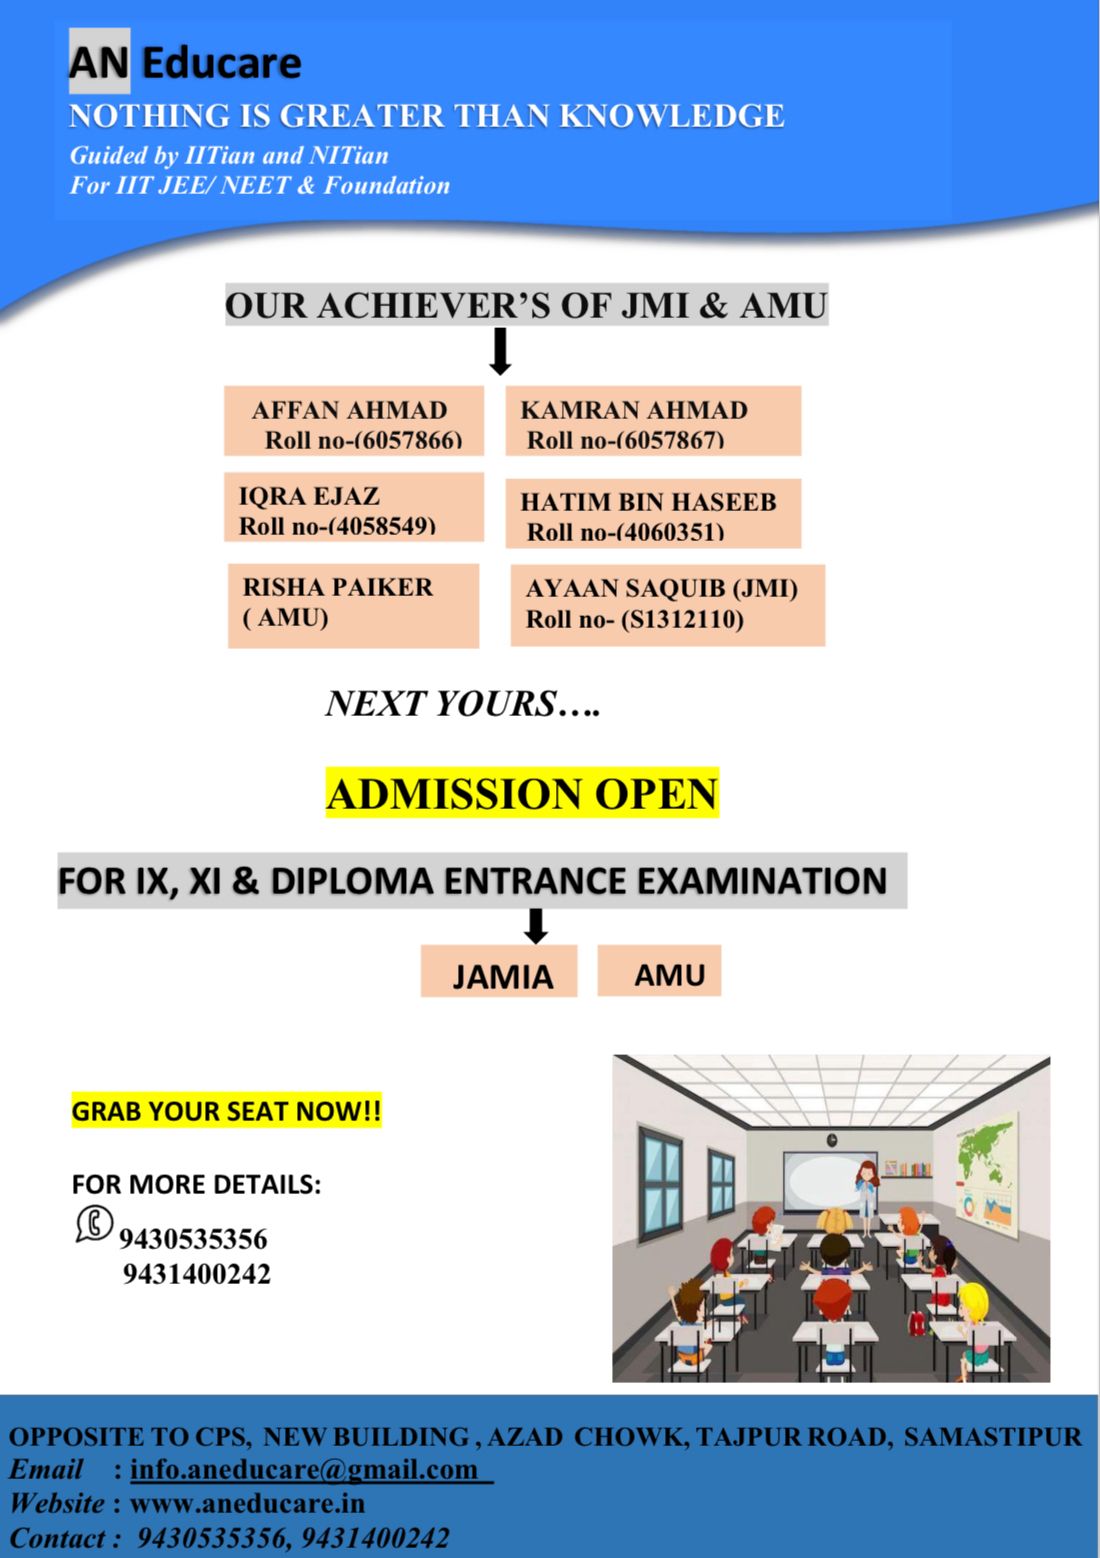 AN Educare
NOTHING IS GREATER THAN KNOWLEDGE
Guided by IITian and NITian
For IIT JEE/ NEET & Foundation
OUR ACHIEVER’S OF JMI & AMU
AFFAN AHMAD
Roll no-(6057866)
KAMRAN AHMAD
Roll no-(6057867)
IQRA EJAZ
Roll no-(4058549)
HATIM BIN HASEEB
Roll no-(4060351)
RISHA PAIKER
( AMU)
AYAAN SAQUIB (JMI)
Roll no- (S1312110)
NEXT YOURS….
ADMISSION OPEN
FOR IX, XI & DIPLOMA ENTRANCE EXAMINATION
JAMIA
AMU
GRAB YOUR SEAT NOW!!
FOR MORE DETAILS:
9430535356
9431400242
OPPOSITE TO CPS, NEW BUILDING , AZAD CHOWK, TAJPUR ROAD, SAMASTIPUR
Email : info.aneducare@gmail.com
Website : www.aneducare.in
Contact : 9430535356, 9431400242